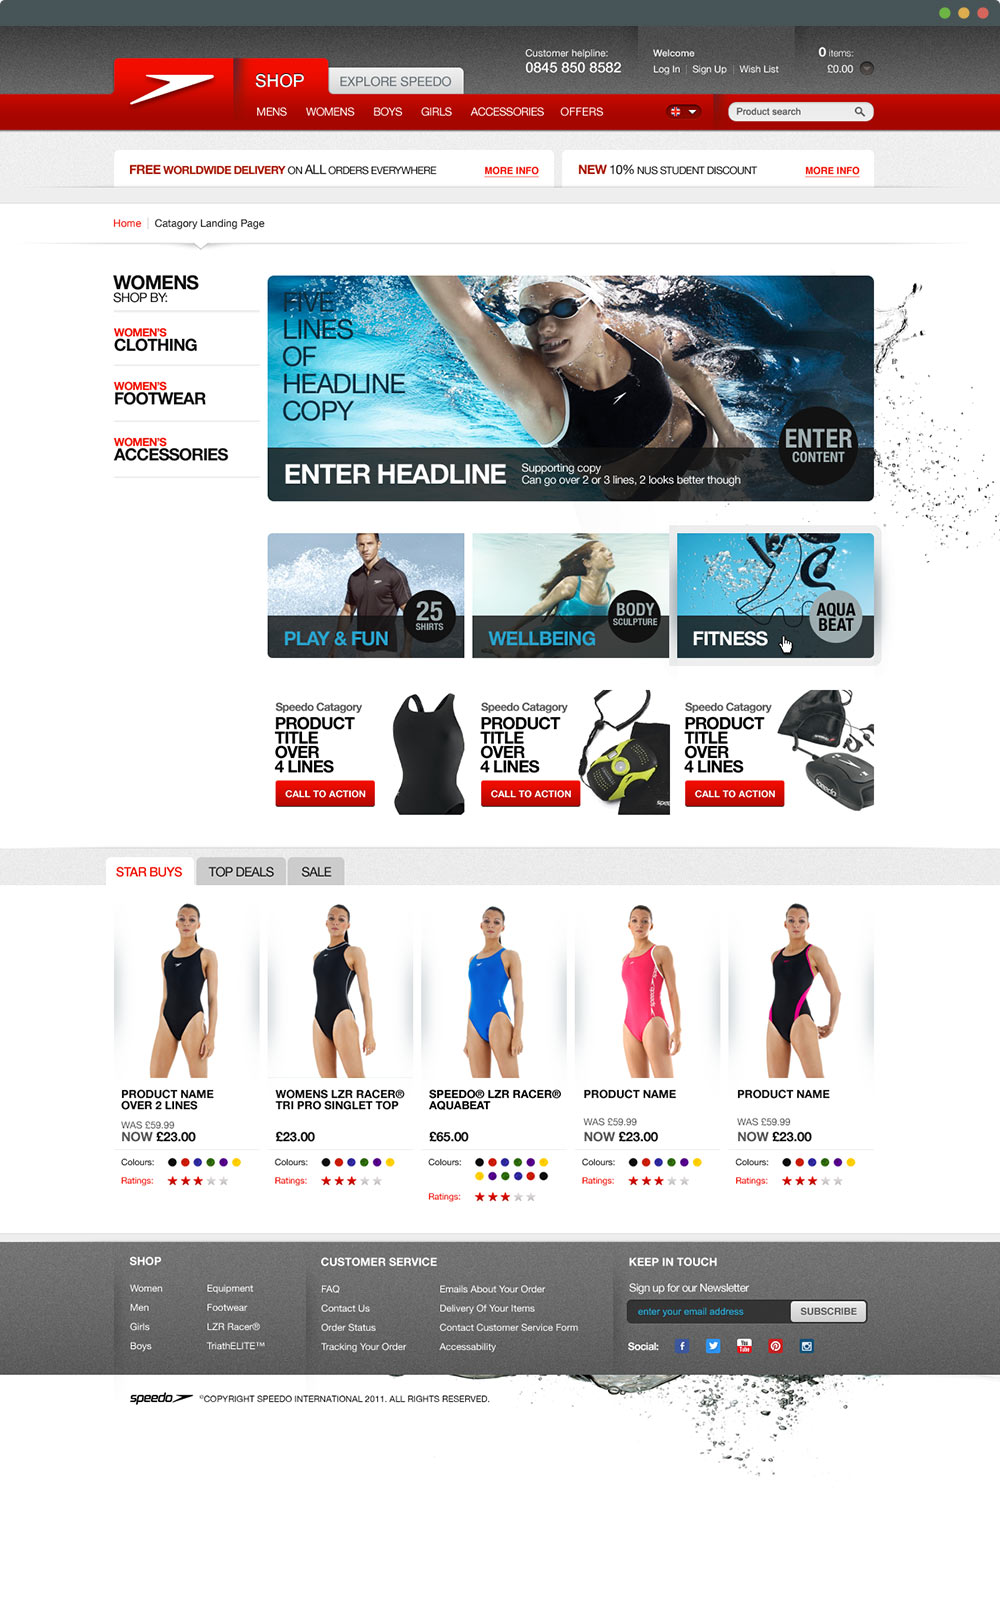 Customer helpline:
0845 850 8582
Welcome
Log In | Sign Up | Wish List
0 items:
£0.00
SHOP
EXPLORE SPEEDO
MENS WOMENS BOYS GIRLS ACCESSORIES OFFERS
Product search
FREE WORLDWIDE DELIVERY ON ALL ORDERS EVERYWHERE
MORE INFO
NEW 10% NUS STUDENT DISCOUNT
MORE INFO
Home | Catagory Landing Page
WOMENS
SHOP BY:
WOMEN'S
CLOTHING
WOMEN'S
FOOTWEAR
WOMEN'S
ACCESSORIES
FIVE
LINES
OF
HEADLINE
COPY
ENTER
CONTENT
ENTER HEADLINE
Supporting copy
Can go over 2 or 3 lines, 2 looks better though
25
SHIRTS
PLAY & FUN
BODY
SCULPTURE
WELLBEING
AQUA
BEAT
FITNESS
Speedo Catagory
PRODUCT
TITLE
OVER
4 LINES
CALL TO ACTION
Speedo Catagory
PRODUCT
TITLE
OVER
4 LINES
CALL TO ACTION
Speedo Catagory
PRODUCT
TITLE
OVER
4 LINES
CALL TO ACTION
speedo
STAR BUYS
TOP DEALS
SALE
PRODUCT NAME
OVER 2 LINES
WAS £59.99
NOW £23.00
Colours:
Ratings:
WOMENS LZR RACER®
TRI PRO SINGLET TOP
£23.00
Colours:
Ratings:
SPEEDO® LZR RACER®
AQUABEAT
£65.00
Colours:
Ratings:
PRODUCT NAME
WAS £59.99
NOW £23.00
Colours:
Ratings:
PRODUCT NAME
WAS £59.99
NOW £23.00
Colours:
Ratings:
SHOP
Women
Men
Girls
Boys
Equipment
Footwear
LZR Racer®
TriathELITE™
CUSTOMER SERVICE
FAQ
Contact Us
Order Status
Tracking Your Order
Emails About Your Order
Delivery Of Your Items
Contact Customer Service Form
Accessability
KEEP IN TOUCH
Sign up for our Newsletter
enter your email address
SUBSCRIBE
Social:
You
Tube
speedo
©COPYRIGHT SPEEDO INTERNATIONAL 2011. ALL RIGHTS RESERVED.